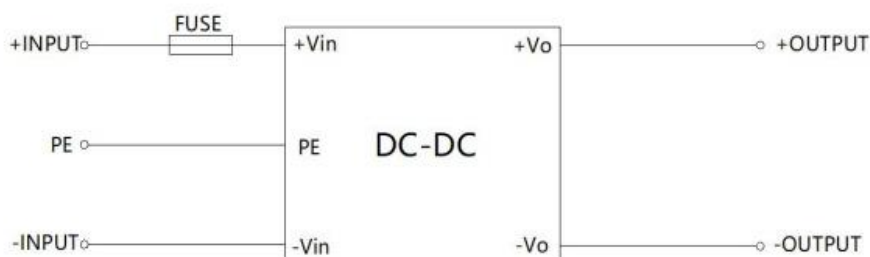 FUSE
+INPUT +Vin +Vo +OUTPUT
PE PE DC-DC
-INPUT -Vin -Vo -OUTPUT